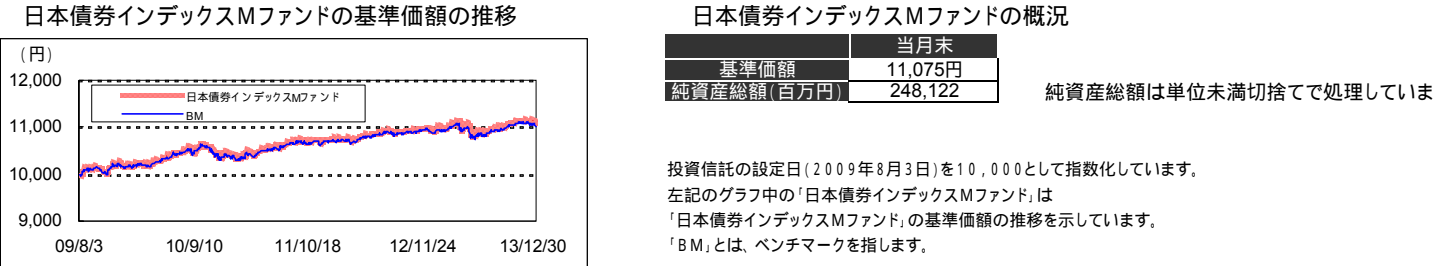 日本債券インデックスMファンドの基準価額の推移
(円)
12,000
11,000
10,000
9,000
日本債券インデックスMファンド
BM
09/8/3 10/9/10 11/10/18 12/11/24 13/12/30
日本債券インデックスMファンドの概況
当月末
基準価額 11,075円
純資産総額(百万円) 248,122
純資産総額は単位未満切捨てで処理していま
投資信託の設定日(2009年8月3日)を10,000として指数化しています。
左記のグラフ中の「日本債券インデックスMファンド」は
「日本債券インデックスMファンド」の基準価額の推移を示しています。
「BM」とは、ベンチマークを指します。